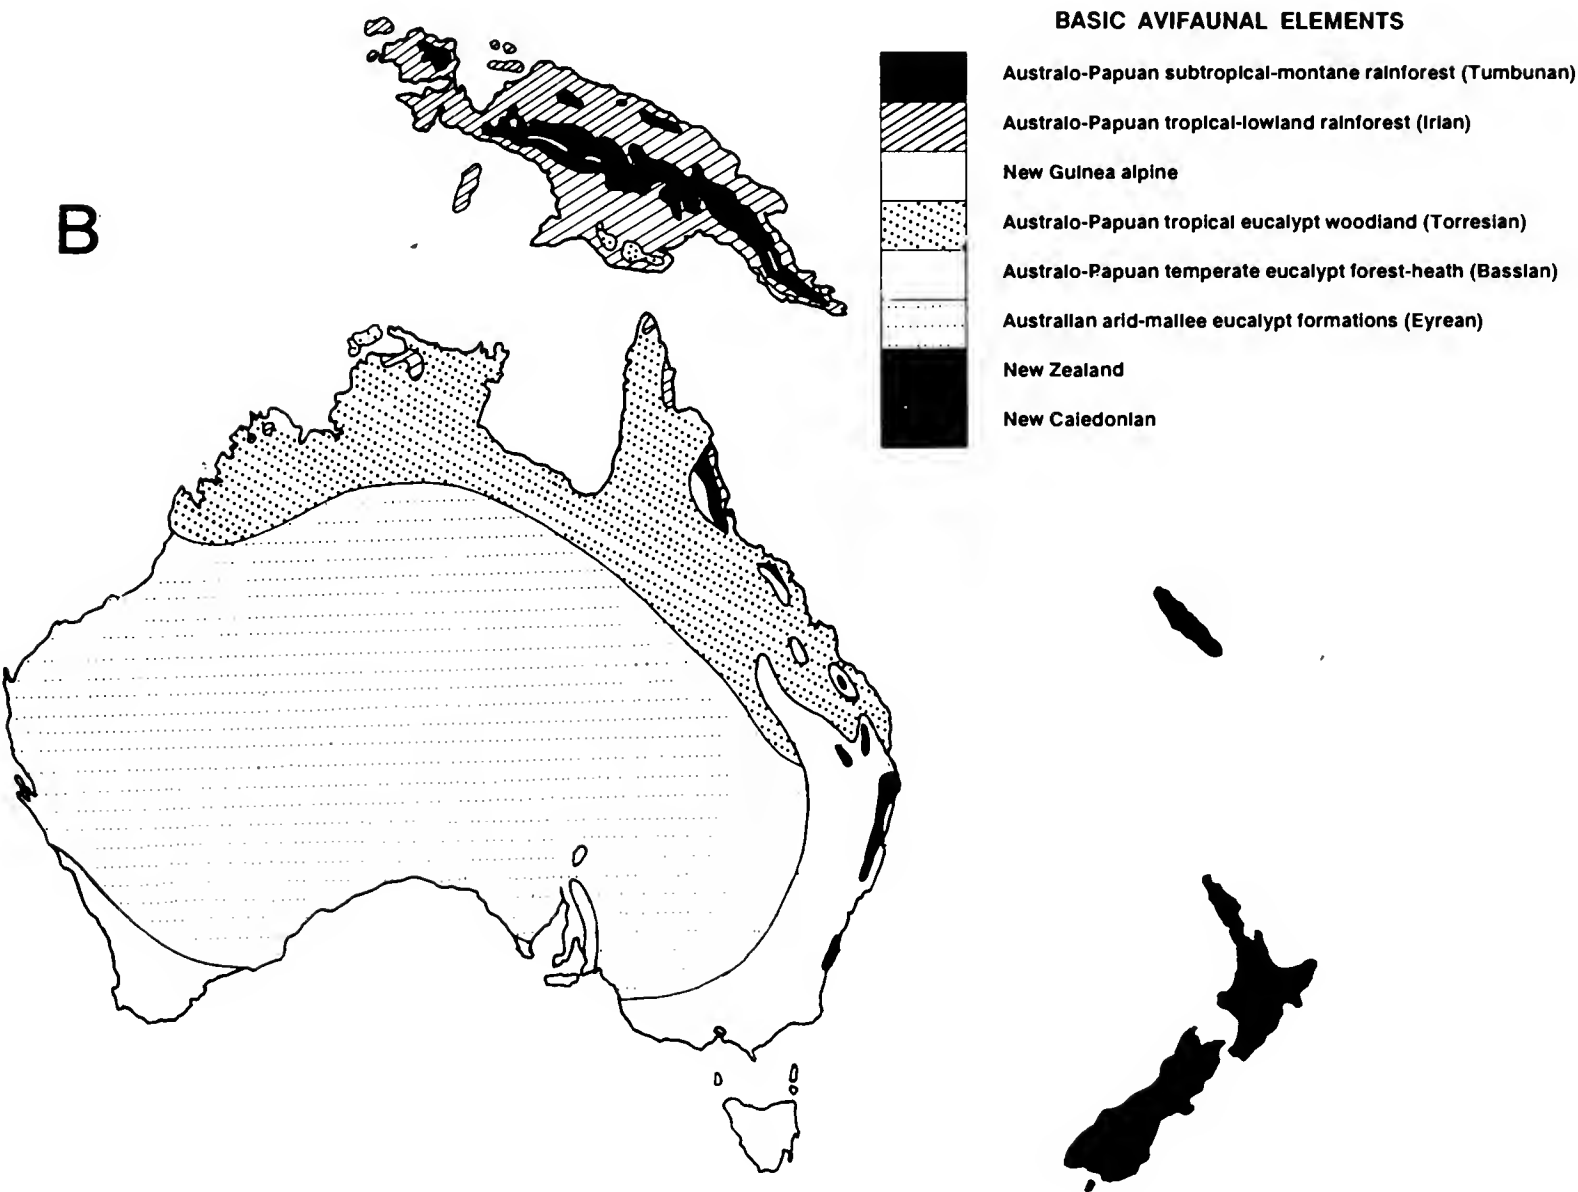 BASIC AVIFAUNAL ELEMENTS
Australo-Papuan subtropical-montane rainforest (Tumbunan)
Australo-Papuan tropical-lowland rainforest (Irian)
New Guinea alpine
Australo-Papuan tropical eucalypt woodland (Torresian)
Australo-Papuan temperate eucalypt forest-heath (Bassian)
Australian arid-mallee eucalypt formations (Eyrean)
New Zealand
New Caledonian
B